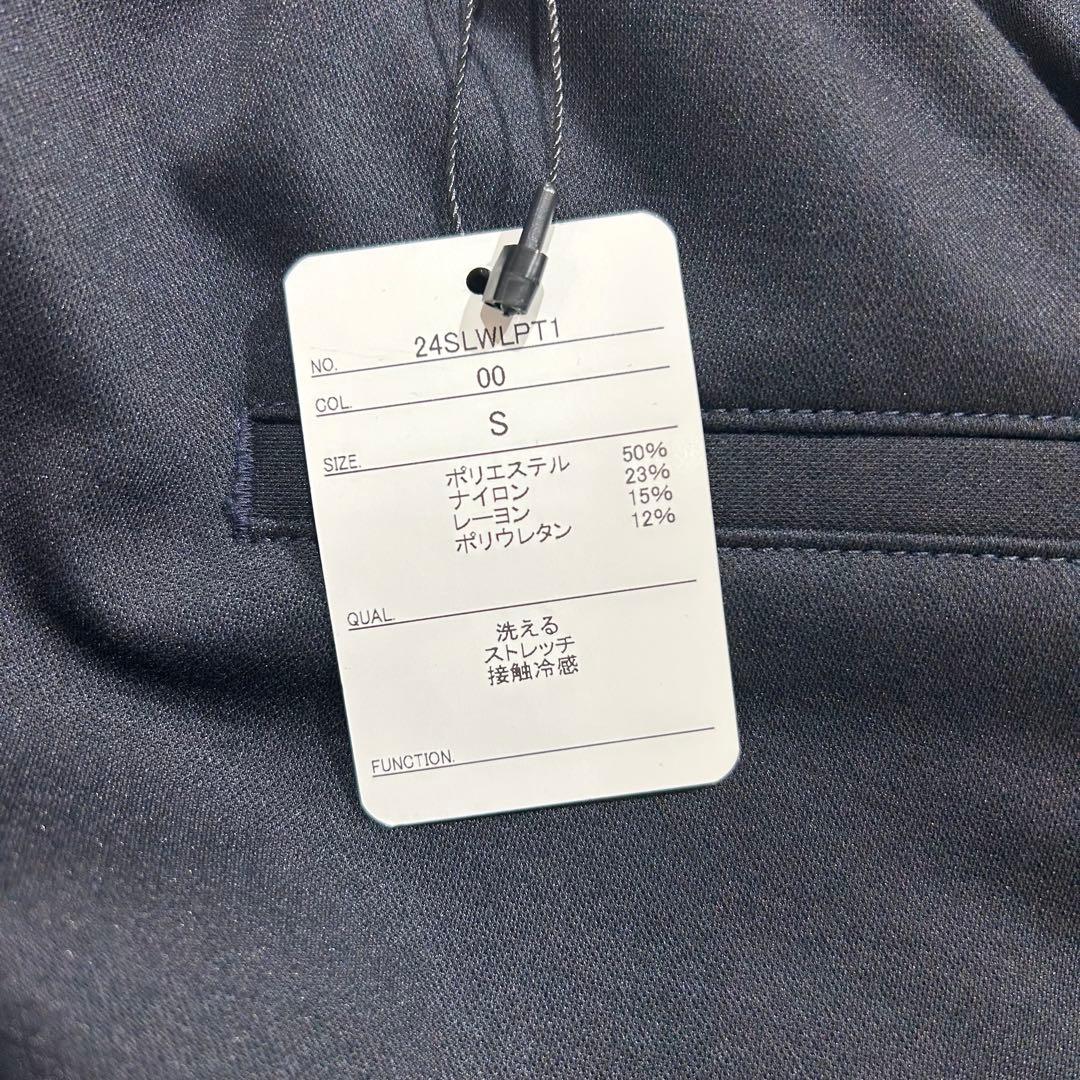 NO. 24SLWLPT1
COL. 00
SIZE. S
ポリエステル 50%
ナイロン 23%
レーヨン 15%
ポリウレタン 12%
QUAL.
洗える
ストレッチ
接触冷感
FUNCTION.